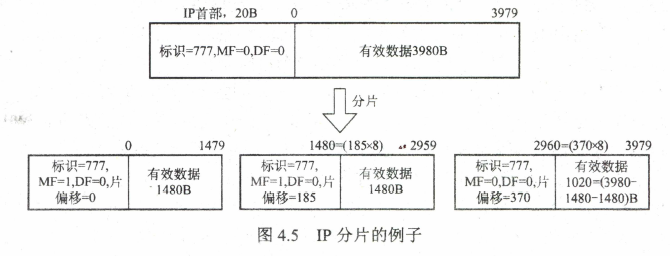 IP首部，20B 0 3979
标识=777,MF=0,DF=0 有效数据3980B
分片
0 1479
1480=(185×8) 2959
2960=(370×8) 3979
标识=777,
MF=1,DF=0,片
偏移=0
有效数据
1480B
标识=777,
MF=1,DF=0,片
偏移=185
有效数据
1480B
标识=777,
MF=0,DF=0,片
偏移=370
有效数据
1020=(3980-
1480-1480)B
图 4.5 IP 分片的例子